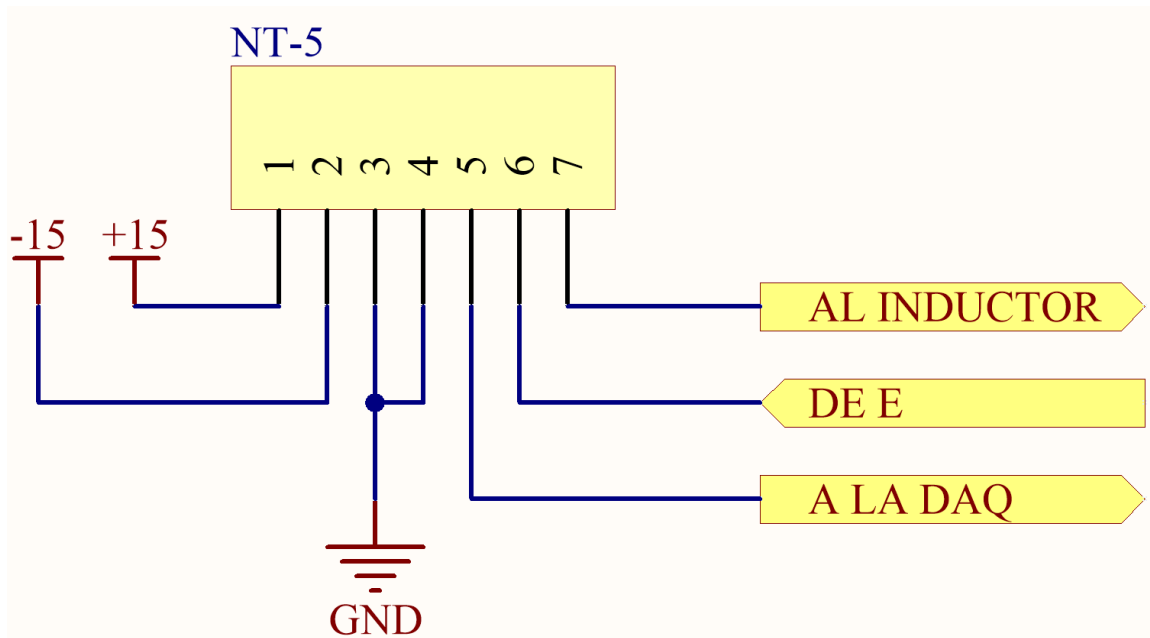 NT-5
1 2 3 4 5 6 7
-15 +15
AL INDUCTOR
DE E
A LA DAQ
GND